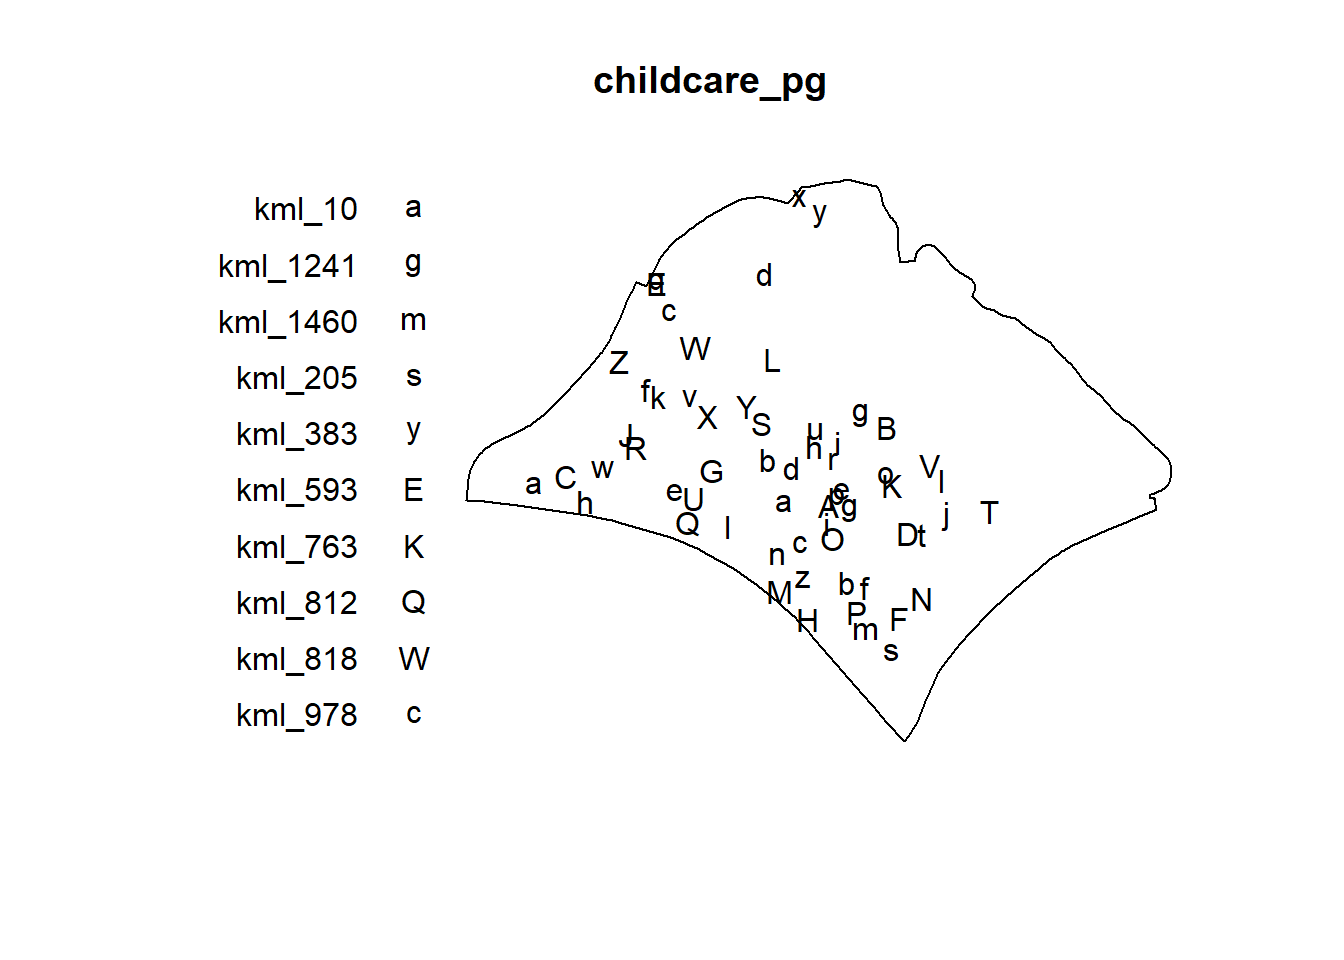 childcare_pg
kml_10 a
kml_1241 g
kml_1460 m
kml_205 s
kml_383 y
kml_593 E
kml_763 K
kml_812 Q
kml_818 W
kml_978 c
x
y
d
E
c
W
L
Z
f k v
X Y S
g B
u j
J R
h
b d r
G
V
a C w
h
e U
o K l
e
a A g
Q l
j T
i O
n c
D t
z
M
b f
N
H P m F
s